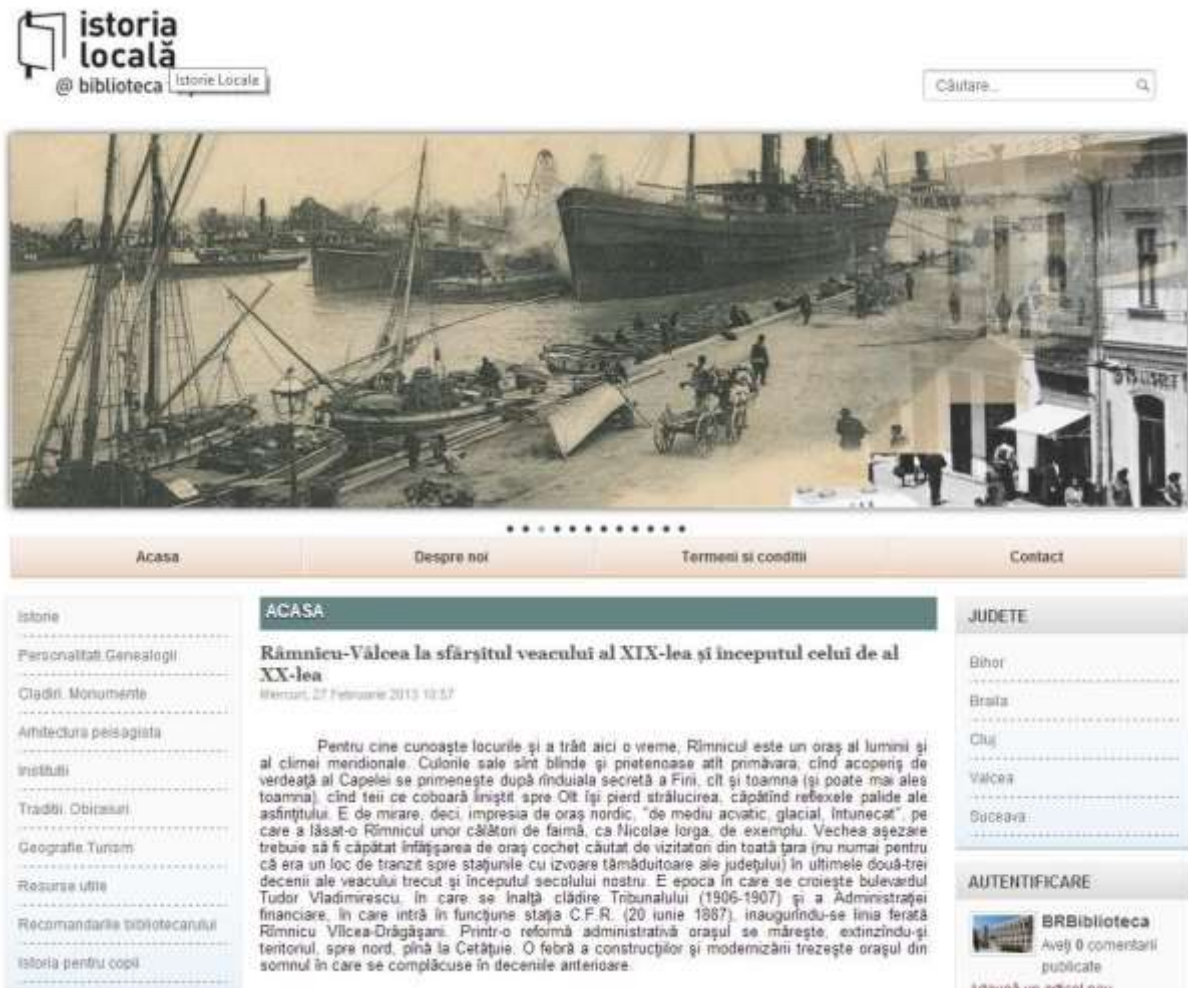 istoria
locală
@ biblioteca
Istorie Locala
Căutare...
Acasa
Despre noi
Termeni si conditii
Contact
Istorie
Personalitati.Genealogii
Cladiri. Monumente
Arhitectura peisagista
Institutii
Traditii. Obiceiuri
Geografie.Turism
Resurse utile
Recomandarile bibliotecarului
Istoria pentru copii
ACASA
Râmnicu-Vâlcea la sfârşitul veacului al XIX-lea şi începutul celui de al
XX-lea
Miercuri, 27 Februarie 2013 10:57
Pentru cine cunoaşte locurile şi a trăit aici o vreme, Rîmnicul este un oraş al luminii şi
al climei meridionale. Culorile sale sînt blînde şi prietenoase atît primăvara, cînd acoperiş de
verdeaţă al Capelei se primeneşte după rînduiala secretă a Firii, cît şi toamna (şi poate mai ales
toamna), cînd teii ce coboară liniştit spre Olt îşi pierd strălucirea, căpătînd reflexele palide ale
asfinţitului. E de mirare, deci, impresia de oraş nordic, "de mediu acvatic, glacial, întunecat", pe
care a lăsat-o Rîmnicul unor călători de faimă, ca Nicolae Iorga, de exemplu. Vechea aşezare
trebuie să fi căpătat înfăţişarea de oraş cochet căutat de vizitatori din toată ţara (nu numai pentru
că era un loc de tranzit spre staţiunile cu izvoare tămăduitoare ale judeţului) în ultimele două-trei
decenii ale veacului trecut şi începutul secolului nostru. E epoca în care se croieşte bulevardul
Tudor Vladimirescu, în care se înalţă clădire Tribunalului (1906-1907) şi a Administraţiei
financiare, în care intră în funcţiune staţia C.F.R. (20 iunie 1887), inaugurîndu-se linia ferată
Rîmnicu Vîlcea-Drăgăşani. Printr-o reformă administrativă oraşul se măreşte, extinzîndu-şi
teritoriul, spre nord, pînă la Cetăţuie. O febră a construcţiilor şi modernizării trezeşte oraşul din
somnul în care se complăcuse în deceniile anterioare.
JUDETE
Bihor
Braila
Cluj
Valcea
Suceava
AUTENTIFICARE
BRBiblioteca
Aveţi 0 comentarii
publicate
Adaugă un articol nou